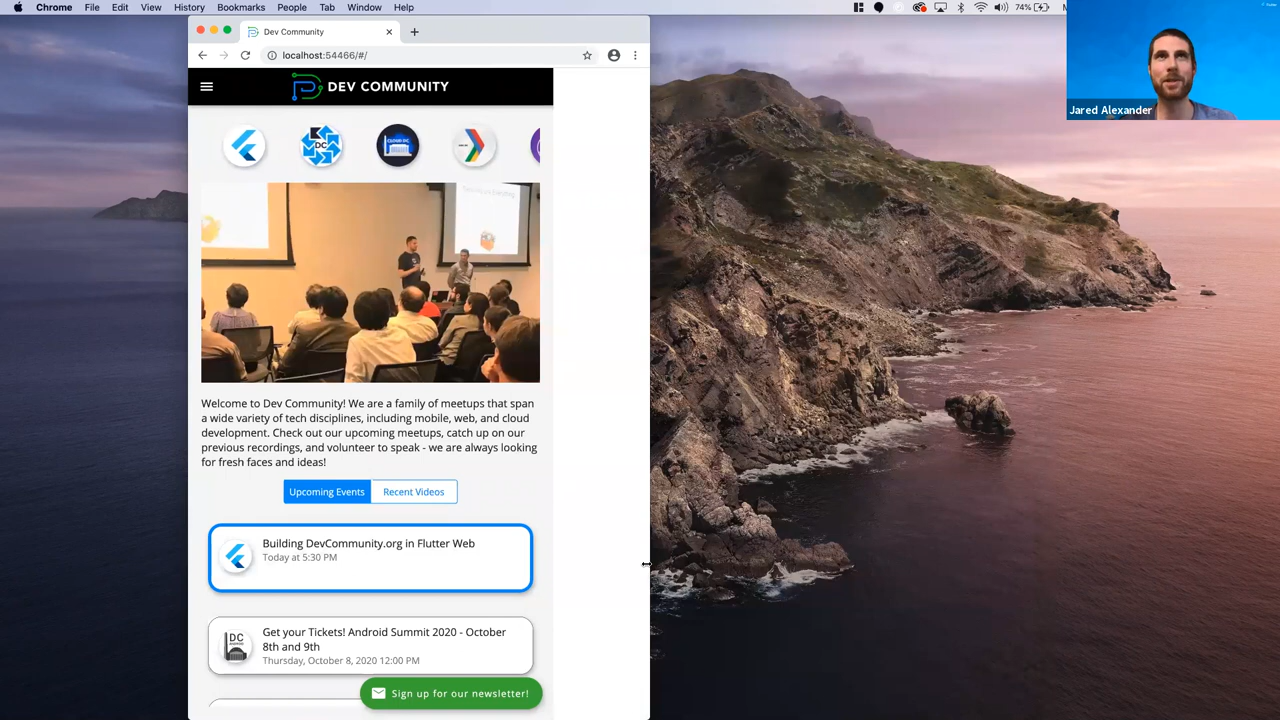 Chrome File Edit View History Bookmarks People Tab Window Help
74%
Dev Community
localhost:54466/#/
DEV COMMUNITY
DC
Welcome to Dev Community! We are a family of meetups that span
a wide variety of tech disciplines, including mobile, web, and cloud
development. Check out our upcoming meetups, catch up on our
previous recordings, and volunteer to speak - we are always looking
for fresh faces and ideas!
Upcoming Events Recent Videos
Building DevCommunity.org in Flutter Web
Today at 5:30 PM
DC
Get your Tickets! Android Summit 2020 - October
8th and 9th
Thursday, October 8, 2020 12:00 PM
Sign up for our newsletter!
Jared Alexander